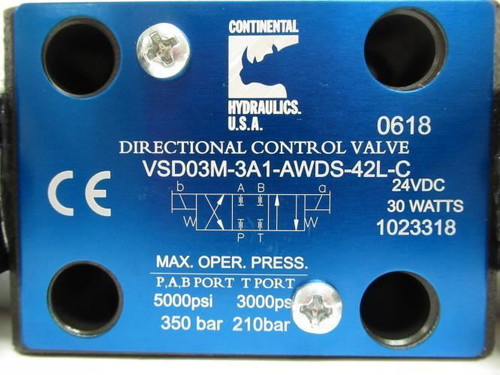 CONTINENTAL
HYDRAULICS.
U.S.A.
0618
DIRECTIONAL CONTROL VALVE
VSD03M-3A1-AWDS-42L-C
CE
b A B a
W W
P T
24VDC
30 WATTS
1023318
MAX. OPER. PRESS.
P,A,B PORT T PORT
5000psi 3000ps
350 bar 210bar